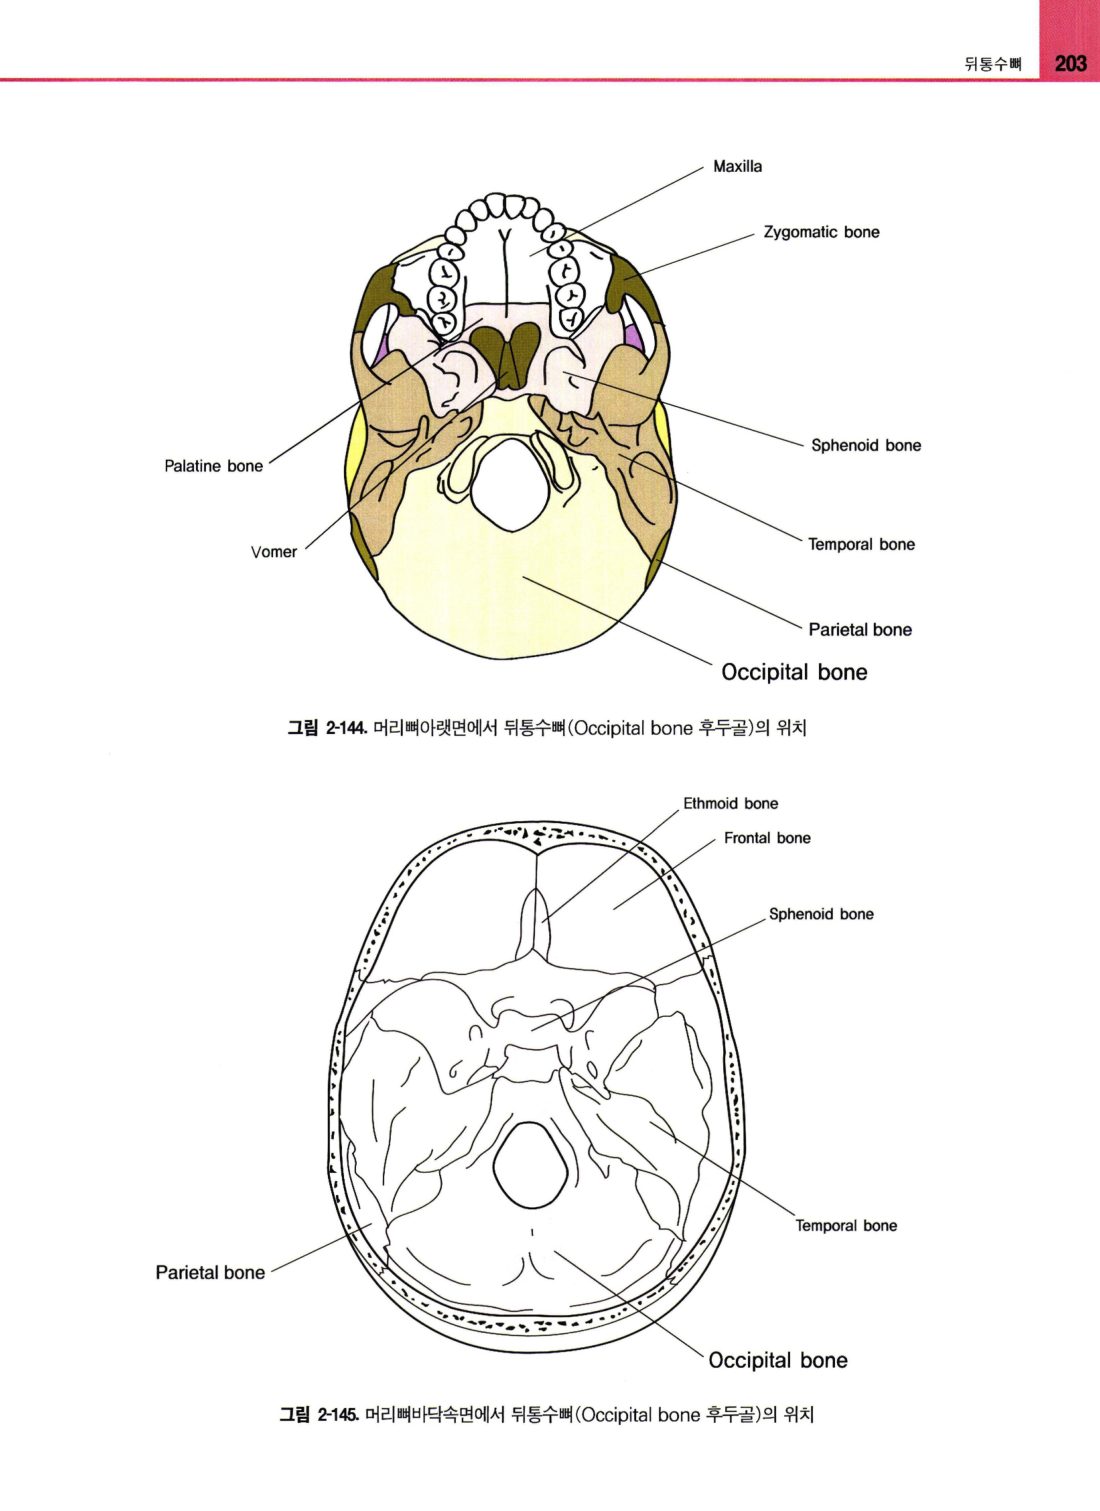 뒤통수뼈 203
Maxilla
Zygomatic bone
Sphenoid bone
Palatine bone
Temporal bone
Vomer
Parietal bone
Occipital bone
그림 2-144. 머리뼈아랫면에서 뒤통수뼈(Occipital bone 후두골)의 위치
Ethmoid bone
Frontal bone
Sphenoid bone
Temporal bone
Parietal bone
Occipital bone
그림 2-145. 머리뼈바닥속면에서 뒤통수뼈(Occipital bone 후두골)의 위치